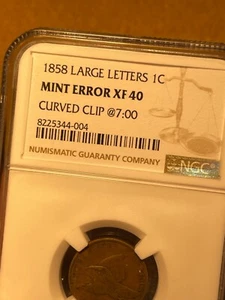 1858 LARGE LETTERS 1C
MINT ERROR XF 40
CURVED CLIP @7:00
8225344-004
NUMISMATIC GUARANTY COMPANY
NGC